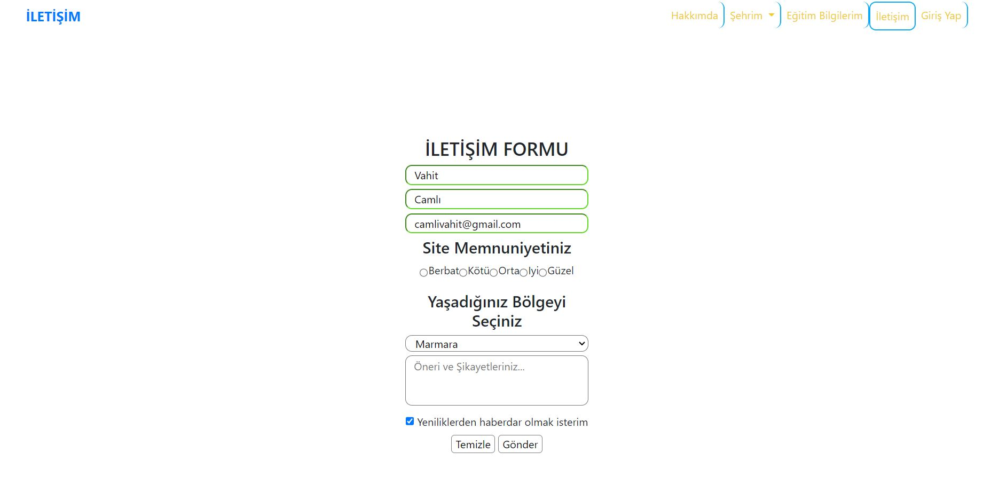 İLETİŞİM
Hakkımda Şehrim Eğitim Bilgilerim İletişim Giriş Yap
İLETİŞİM FORMU
Vahit
Camlı
camlivahit@gmail.com
Site Memnuniyetiniz
Berbat Kötü Orta Iyi Güzel
Yaşadığınız Bölgeyi
Seçiniz
Marmara
Öneri ve Şikayetleriniz...
Yeniliklerden haberdar olmak isterim
Temizle Gönder